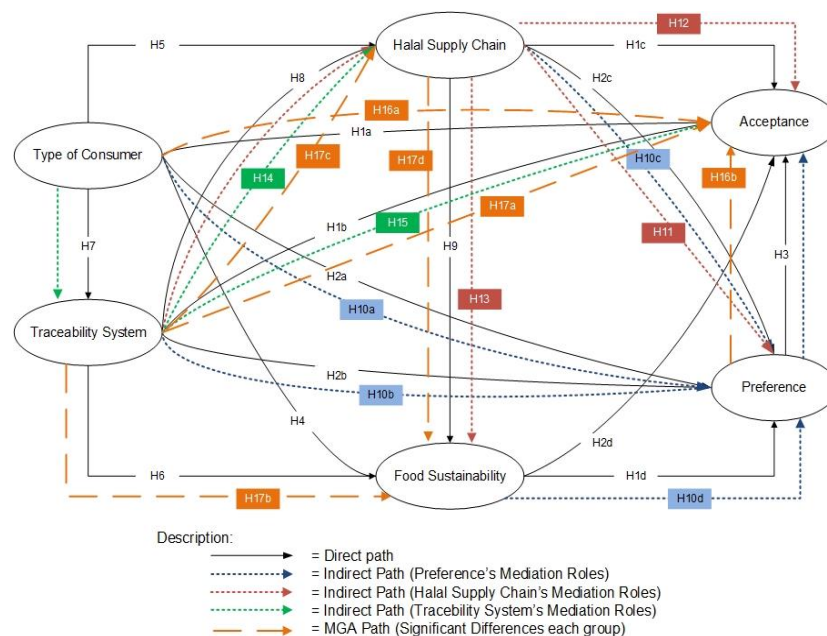 H12
H5
Halal Supply Chain
H1c
H8
H2c
H16a
Acceptance
H1a
Type of Consumer
H17c
H17d
H10c
H16b
H14
H17a
H15
H11
H1b
H9
H7
H3
H2a
H13
H10a
Traceability System
H2b
Preference
H10b
H4
H2d
H6
Food Sustainability
H1d
H17b
H10d
Description:
= Direct path
= Indirect Path (Preference's Mediation Roles)
= Indirect Path (Halal Supply Chain's Mediation Roles)
= Indirect Path (Tracebility System's Mediation Roles)
= MGA Path (Significant Differences each group)